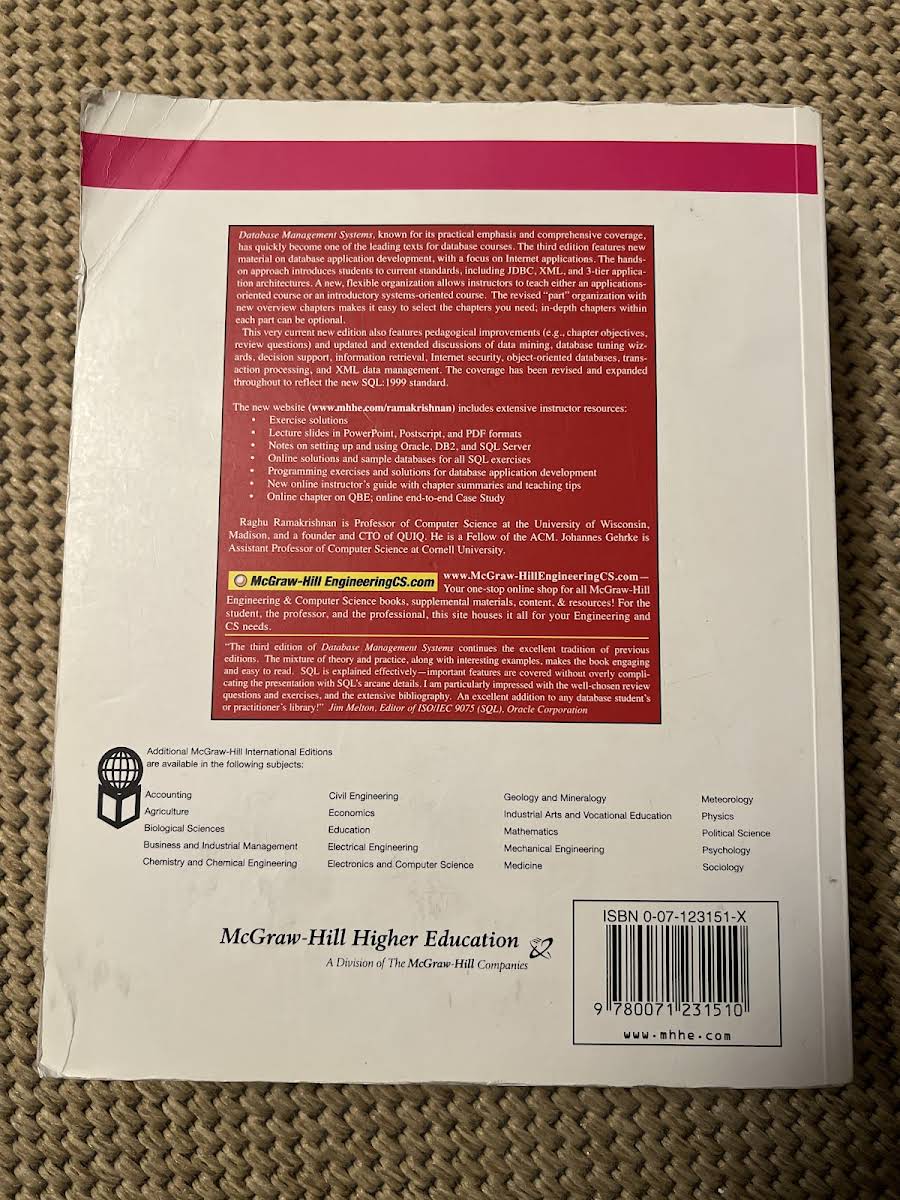 Database Management Systems, known for its practical emphasis and comprehensive coverage,
has quickly become one of the leading texts for database courses. The third edition features new
material on database application development, with a focus on Internet applications. The hands-
on approach introduces students to current standards, including JDBC, XML, and 3-tier applica-
tion architectures. A new, flexible organization allows instructors to teach either an applications-
oriented course or an introductory systems-oriented course. The revised "part" organization with
new overview chapters makes it easy to select the chapters you need; in-depth chapters within
each part can be optional.
This very current new edition also features pedagogical improvements (e.g., chapter objectives,
review questions) and updated and extended discussions of data mining, database tuning wiz-
ards, decision support, information retrieval, Internet security, object-oriented databases, trans-
action processing, and XML data management. The coverage has been revised and expanded
throughout to reflect the new SQL:1999 standard.
The new website (www.mhhe.com/ramakrishnan) includes extensive instructor resources:
• Exercise solutions
• Lecture slides in PowerPoint, Postscript, and PDF formats
• Notes on setting up and using Oracle, DB2, and SQL Server
• Online solutions and sample databases for all SQL exercises
• Programming exercises and solutions for database application development
• New online instructor's guide with chapter summaries and teaching tips
• Online chapter on QBE; online end-to-end Case Study
Raghu Ramakrishnan is Professor of Computer Science at the University of Wisconsin,
Madison, and a founder and CTO of QUIQ. He is a Fellow of the ACM. Johannes Gehrke is
Assistant Professor of Computer Science at Cornell University.
McGraw-Hill EngineeringCS.com www.McGraw-HillEngineeringCS.com—
Your one-stop online shop for all McGraw-Hill
Engineering & Computer Science books, supplemental materials, content, & resources! For the
student, the professor, and the professional, this site houses it all for your Engineering and
CS needs.
"The third edition of Database Management Systems continues the excellent tradition of previous
editions. The mixture of theory and practice, along with interesting examples, makes the book engaging
and easy to read. SQL is explained effectively—important features are covered without overly compli-
cating the presentation with SQL's arcane details. I am particularly impressed with the well-chosen review
questions and exercises, and the extensive bibliography. An excellent addition to any database student's
or practitioner's library!" Jim Melton, Editor of ISO/IEC 9075 (SQL), Oracle Corporation
Additional McGraw-Hill International Editions
are available in the following subjects:
Accounting
Agriculture
Biological Sciences
Business and Industrial Management
Chemistry and Chemical Engineering
Civil Engineering
Economics
Education
Electrical Engineering
Electronics and Computer Science
Geology and Mineralogy
Industrial Arts and Vocational Education
Mathematics
Mechanical Engineering
Medicine
Meteorology
Physics
Political Science
Psychology
Sociology
McGraw-Hill Higher Education
A Division of The McGraw-Hill Companies
ISBN 0-07-123151-X
9 780071 231510
www.mhhe.com